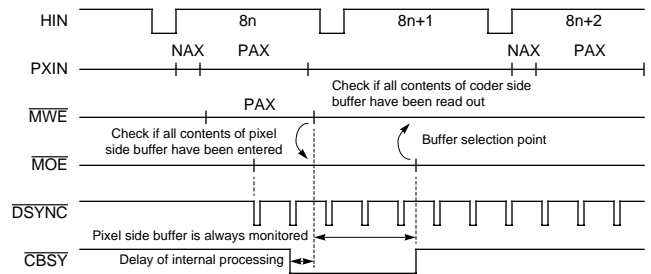 HIN
8n
8n+1
8n+2
NAX
PAX
NAX
PAX
PXIN
Check if all contents of coder side
buffer have been read out
MWE
PAX
Check if all contents of pixel
side buffer have been entered
Buffer selection point
MOE
DSYNC
Pixel side buffer is always monitored
CBSY
Delay of internal processing